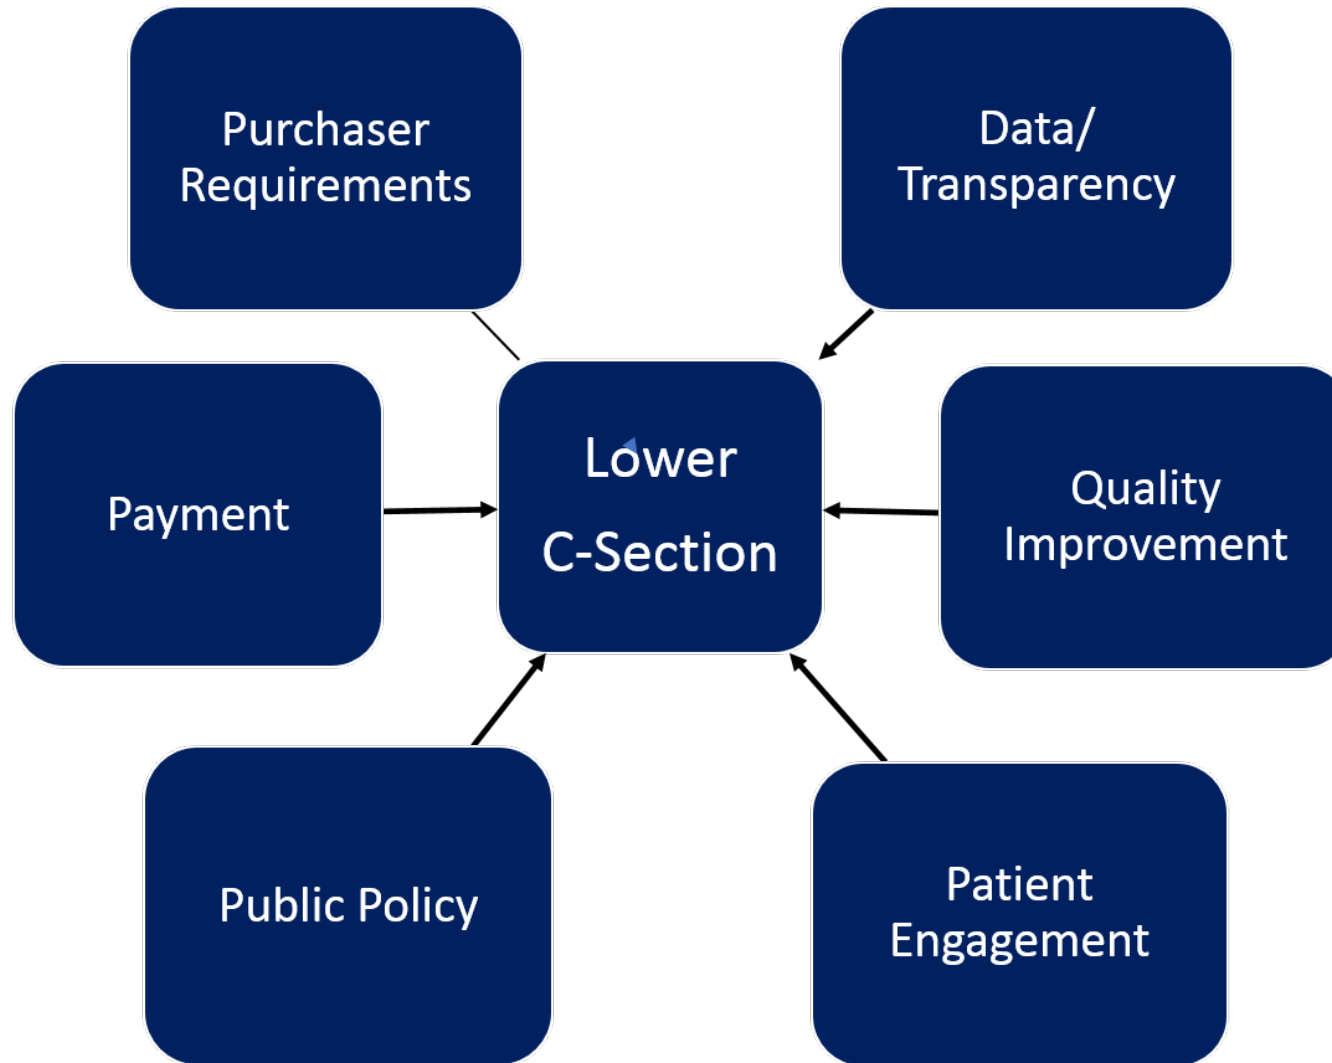 Purchaser
Requirements
Data/
Transparency
Payment
Lower
C-Section
Quality
Improvement
Public Policy
Patient
Engagement